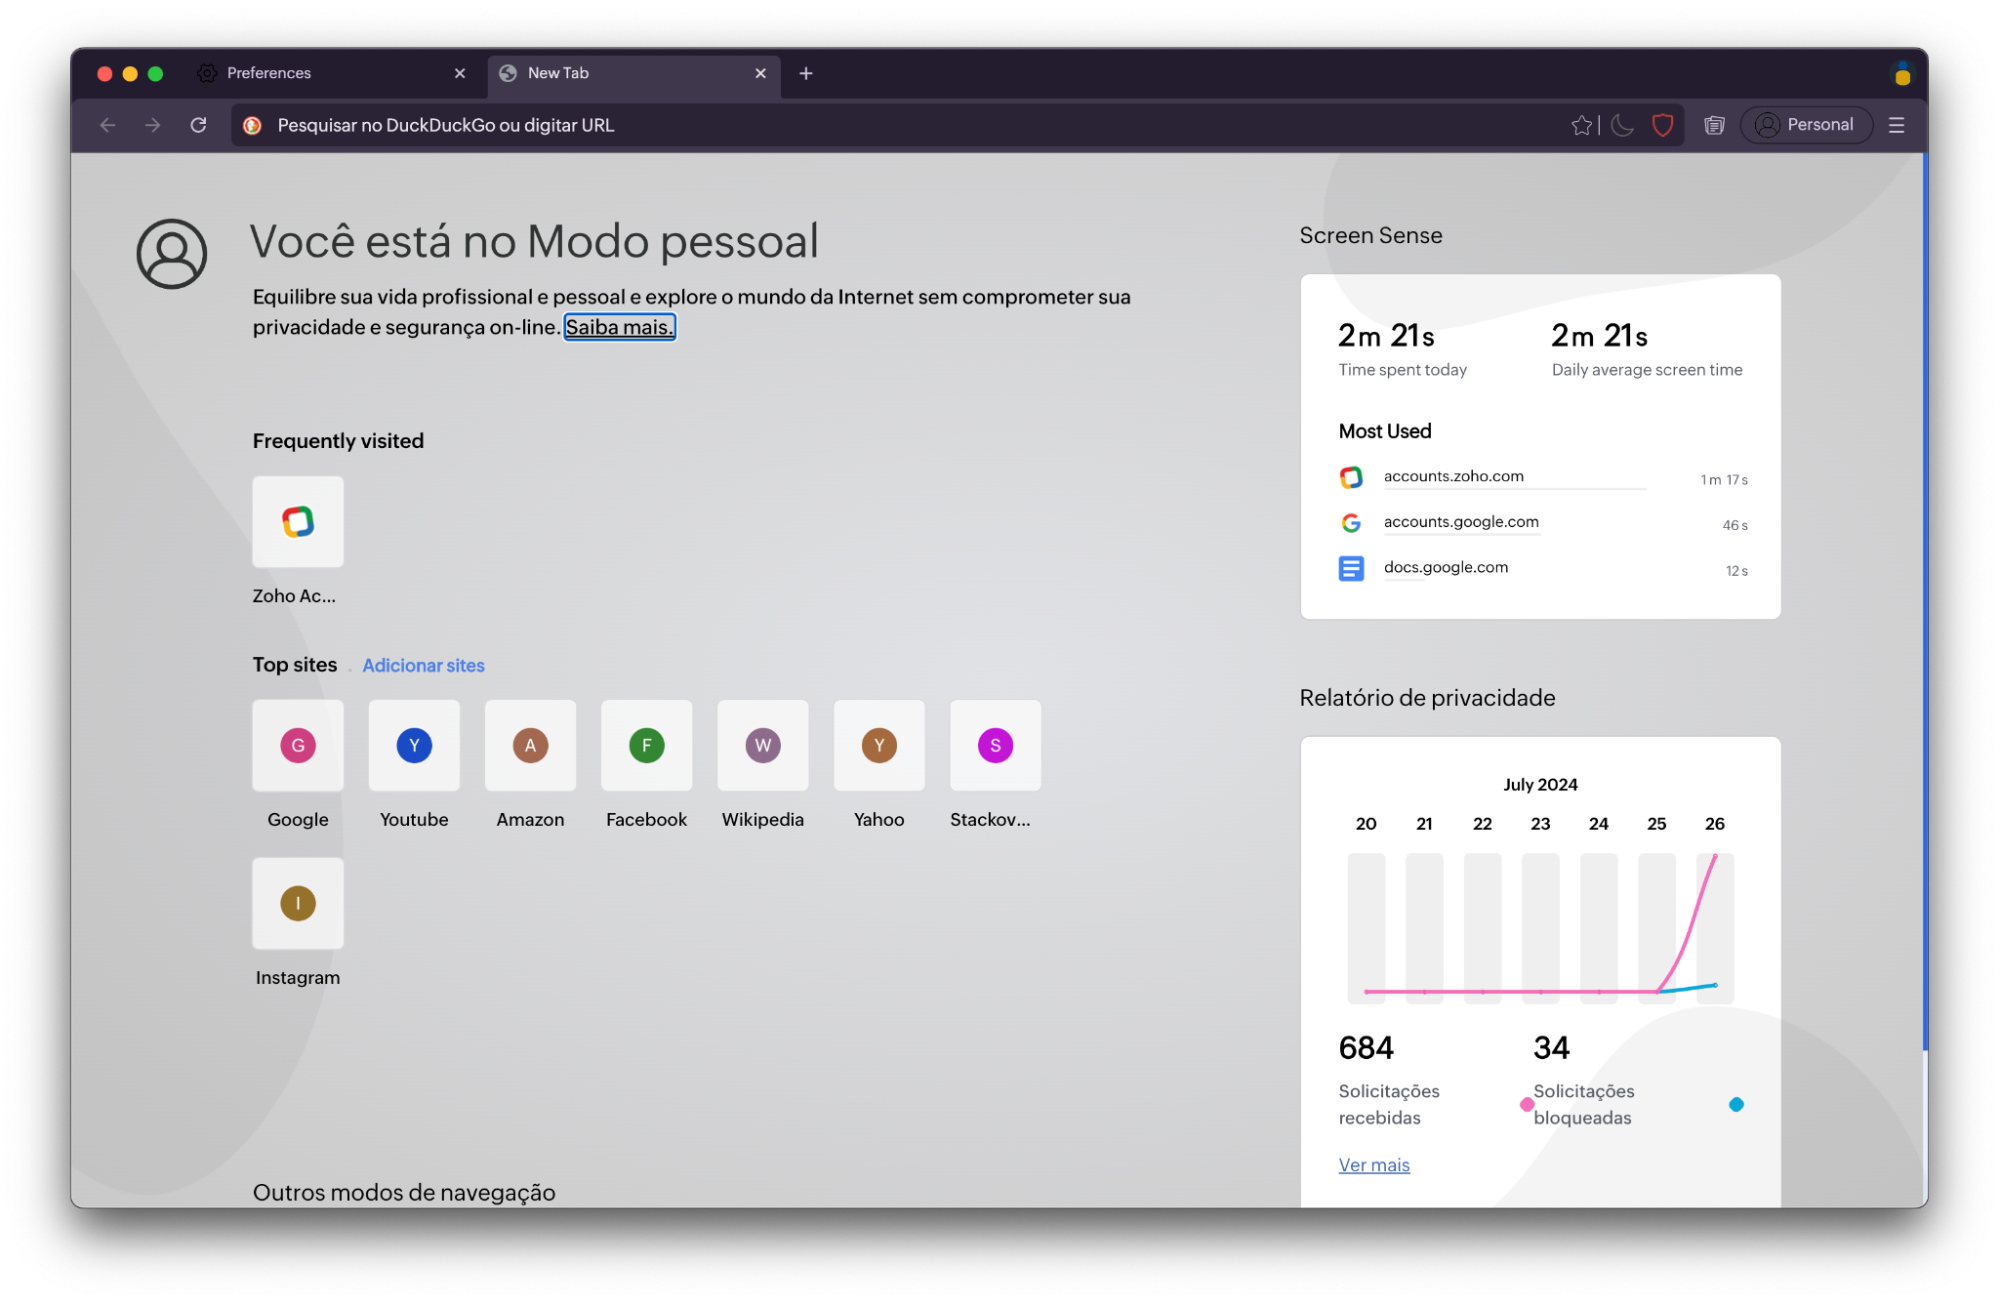 Preferences
New Tab
Pesquisar no DuckDuckGo ou digitar URL
Personal
Você está no Modo pessoal
Equilibre sua vida profissional e pessoal e explore o mundo da Internet sem comprometer sua
privacidade e segurança on-line. Saiba mais.
Frequently visited
Zoho Ac...
Top sites
Adicionar sites
G
Y
A
F
W
Y
S
Google
Youtube
Amazon
Facebook
Wikipedia
Yahoo
Stackov...
I
Instagram
Outros modos de navegação
Screen Sense
2m 21s
2m 21s
Time spent today
Daily average screen time
Most Used
accounts.zoho.com
1m 17s
accounts.google.com
46s
docs.google.com
12s
Relatório de privacidade
July 2024
20 21 22 23 24 25 26
684
34
Solicitações
recebidas
Solicitações
bloqueadas
Ver mais